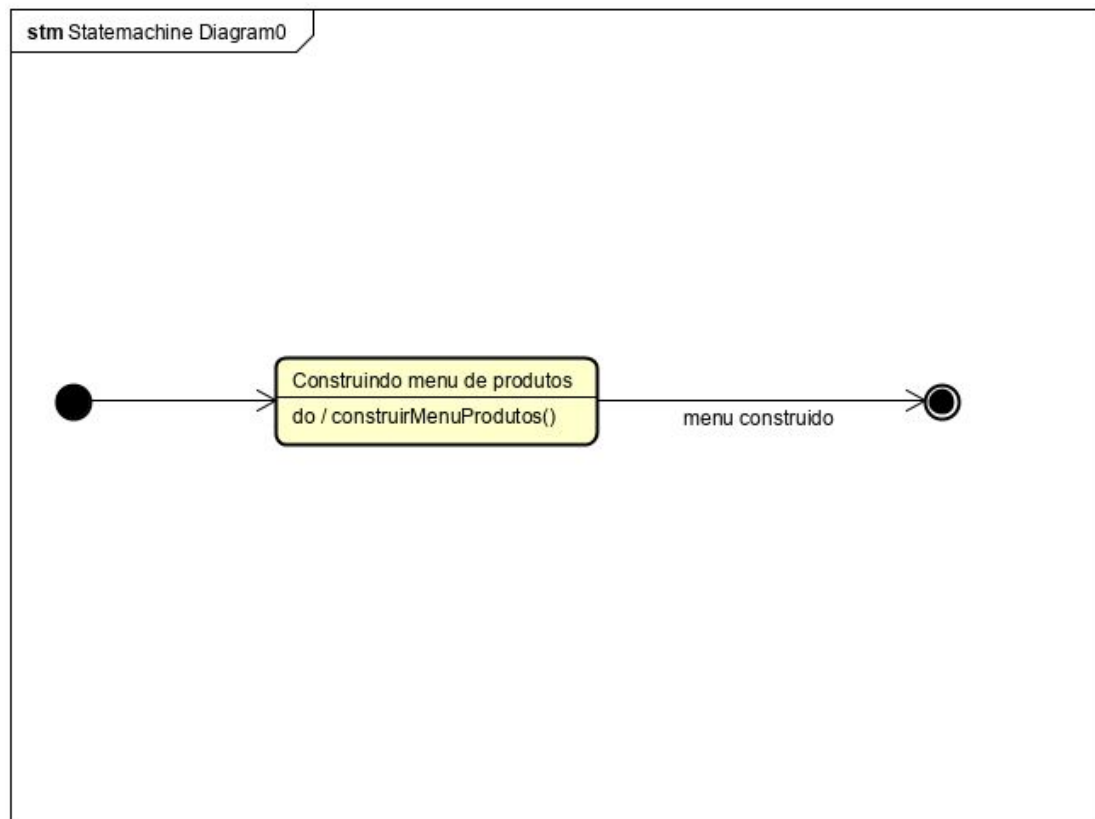 stm Statemachine Diagram0
Construindo menu de produtos
do / construirMenuProdutos()
menu construido